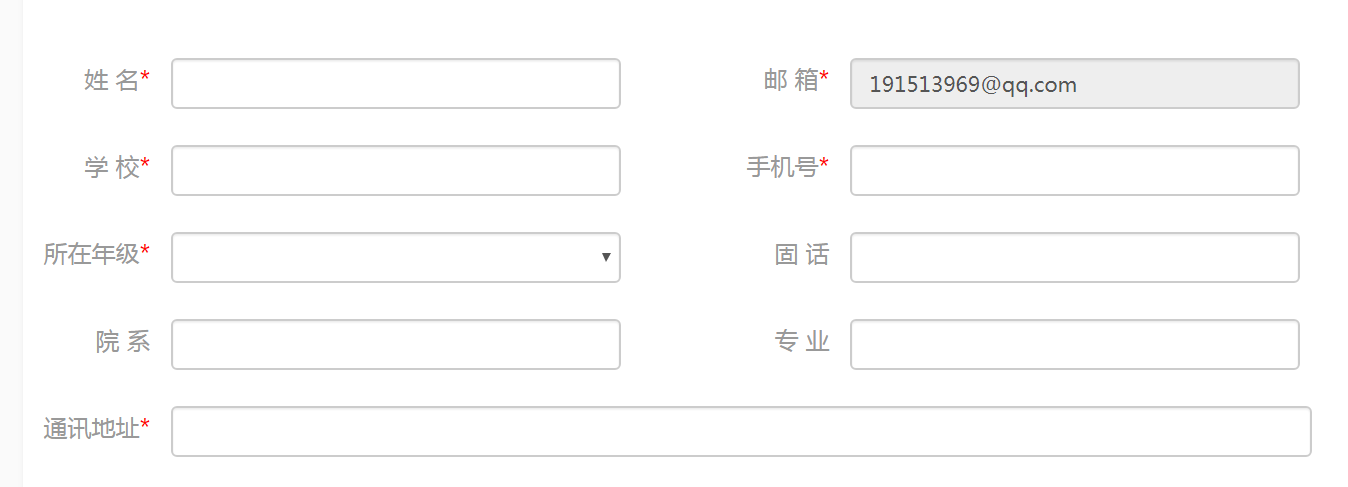 姓 名* 邮 箱* 191513969@qq.com
学 校* 手机号*
所在年级* 固 话
院 系 专 业
通讯地址*